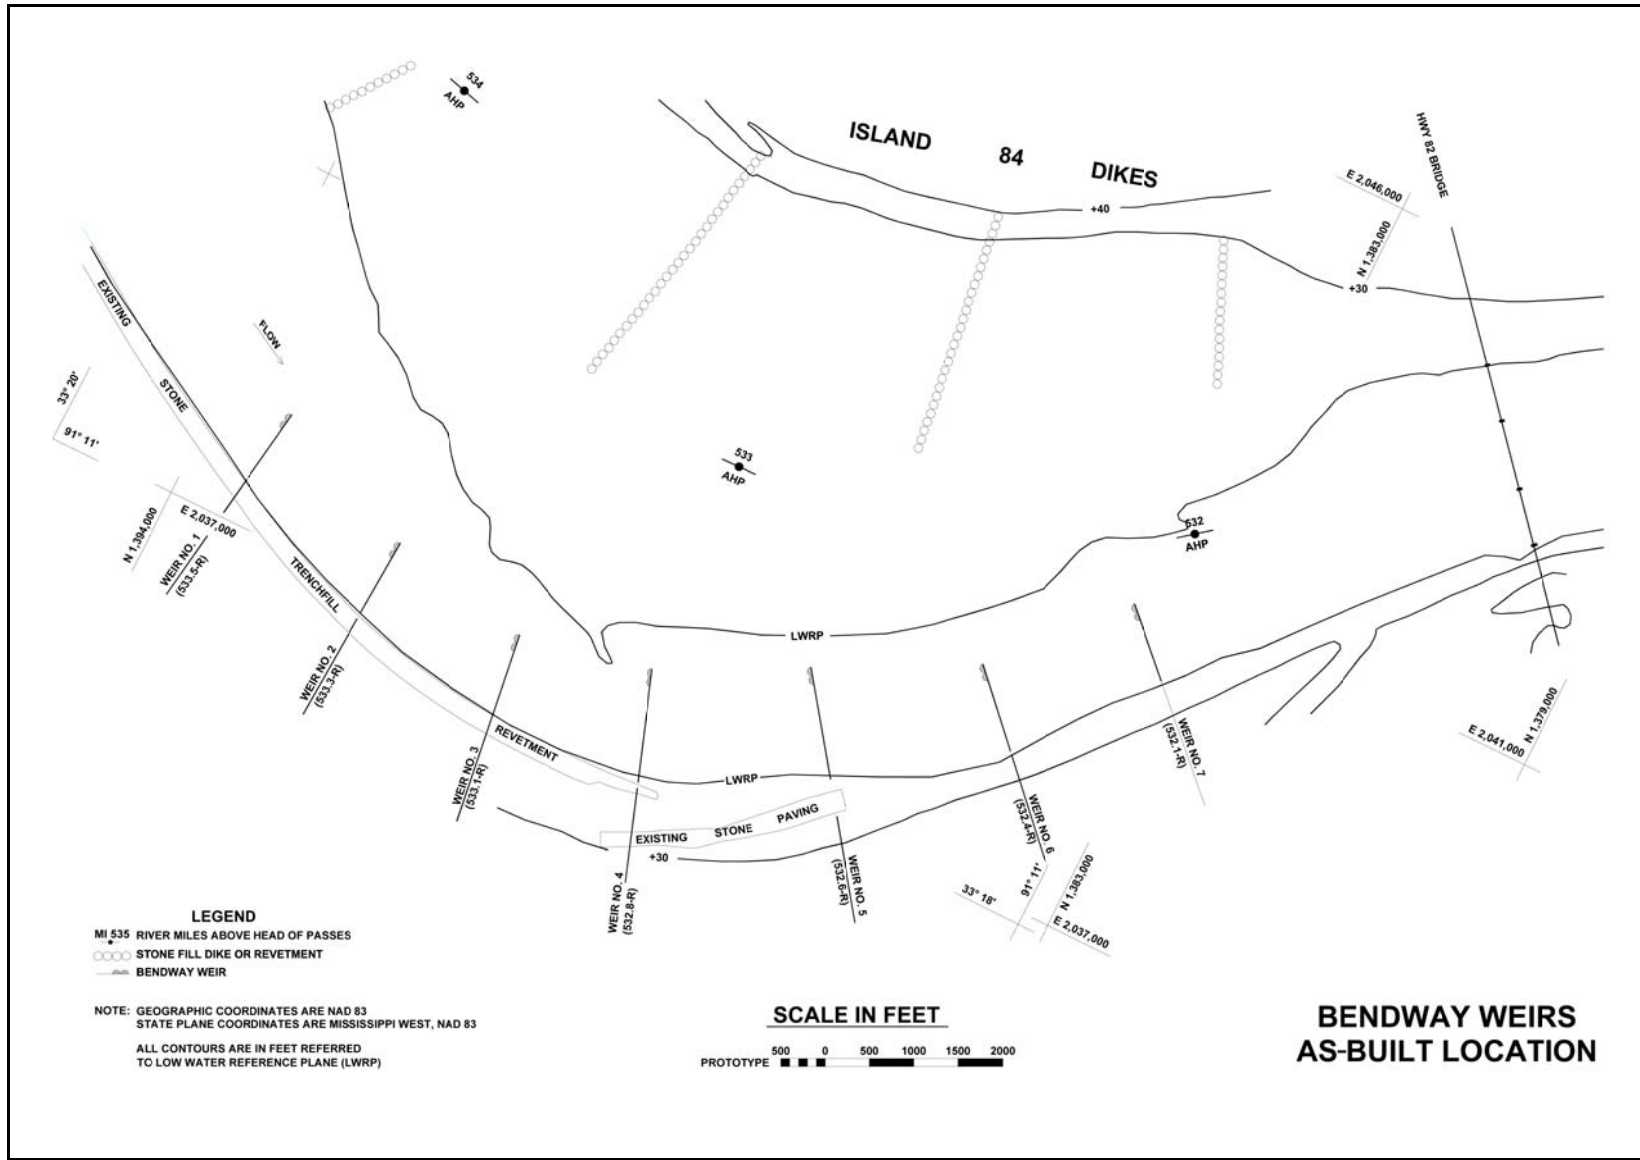 534
AHP
ISLAND 84 DIKES
+40
HWY 82 BRIDGE
E 2,046,000
N 1,383,000
+30
EXISTING
STONE
TRENCHFILL
REVETMENT
FLOW
33° 20'
91° 11'
N 1,394,000
E 2,037,000
533
AHP
532
AHP
LWRP
LWRP
WEIR NO. 1
(533.5-R)
WEIR NO. 2
(533.3-R)
WEIR NO. 3
(533.1-R)
WEIR NO. 4
(532.8-R)
WEIR NO. 5
(532.6-R)
WEIR NO. 6
(532.4-R)
WEIR NO. 7
(532.1-R)
EXISTING STONE PAVING
+30
E 2,041,000
N 1,379,000
33° 18'
91° 11'
N 1,383,000
E 2,037,000
LEGEND
MI 535 RIVER MILES ABOVE HEAD OF PASSES
STONE FILL DIKE OR REVETMENT
BENDWAY WEIR
NOTE: GEOGRAPHIC COORDINATES ARE NAD 83
STATE PLANE COORDINATES ARE MISSISSIPPI WEST, NAD 83
ALL CONTOURS ARE IN FEET REFERRED
TO LOW WATER REFERENCE PLANE (LWRP)
SCALE IN FEET
500 0 500 1000 1500 2000
PROTOTYPE
BENDWAY WEIRS
AS-BUILT LOCATION